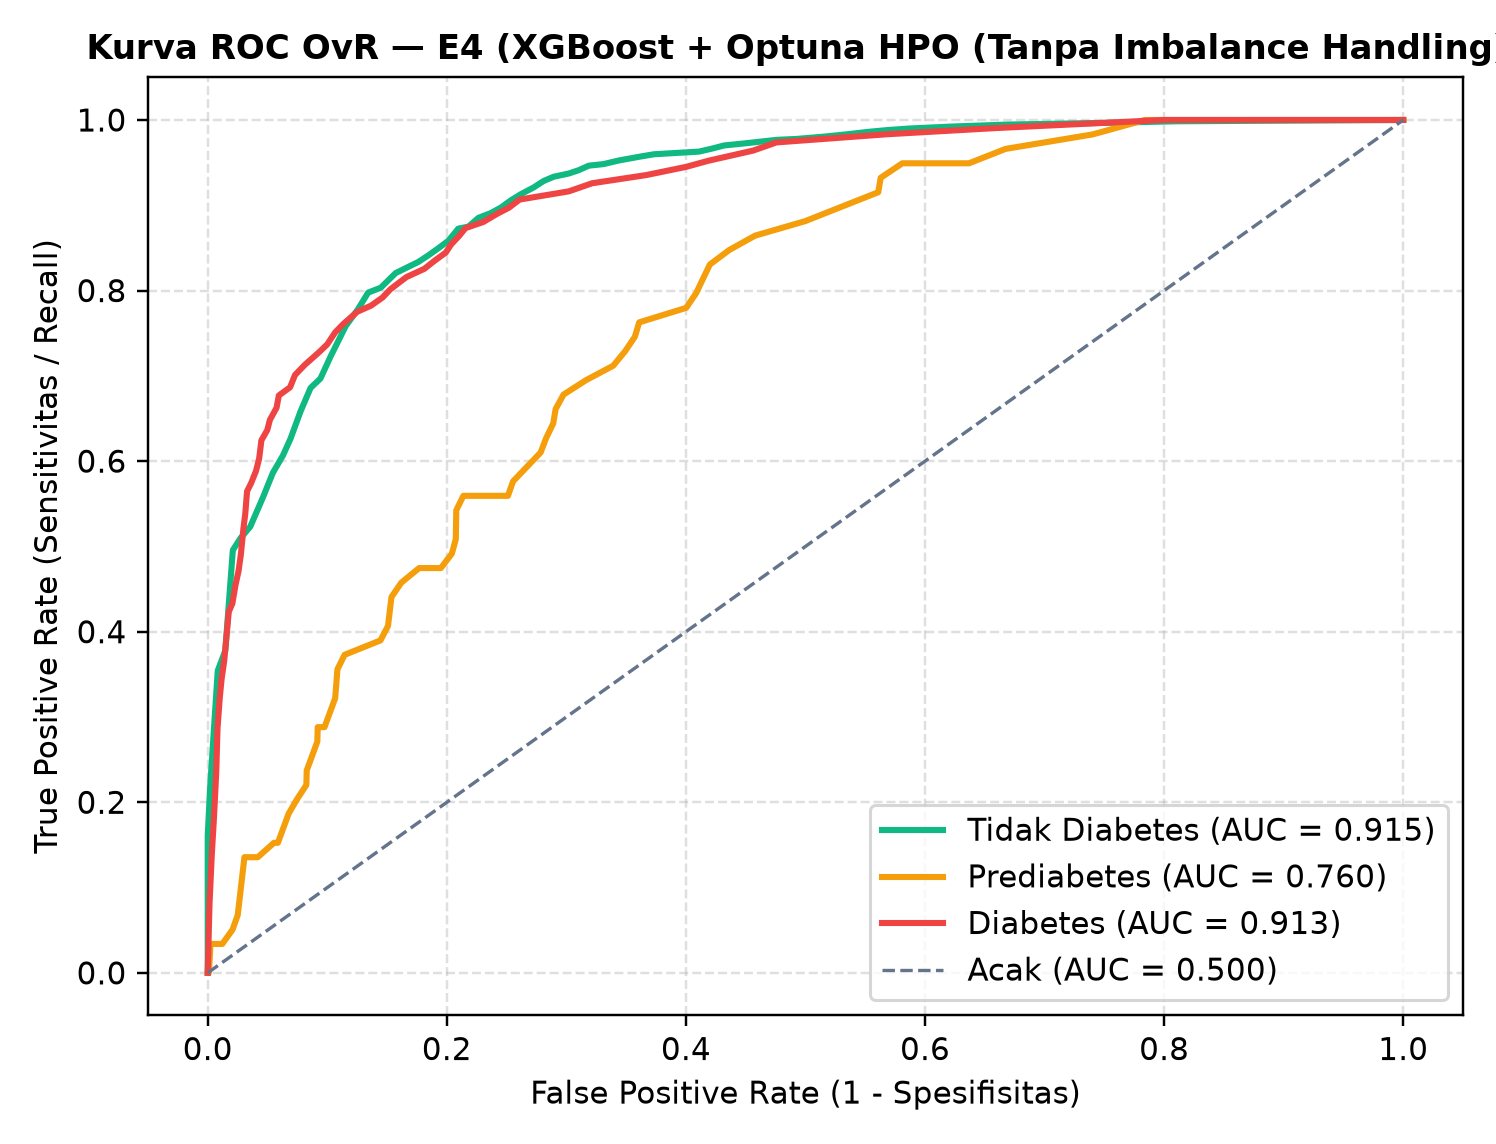 Kurva ROC OvR — E4 (XGBoost + Optuna HPO (Tanpa Imbalance Handling)
True Positive Rate (Sensitivitas / Recall)
1.0
0.8
0.6
0.4
0.2
0.0
Tidak Diabetes (AUC = 0.915)
Prediabetes (AUC = 0.760)
Diabetes (AUC = 0.913)
Acak (AUC = 0.500)
0.0 0.2 0.4 0.6 0.8 1.0
False Positive Rate (1 - Spesifisitas)